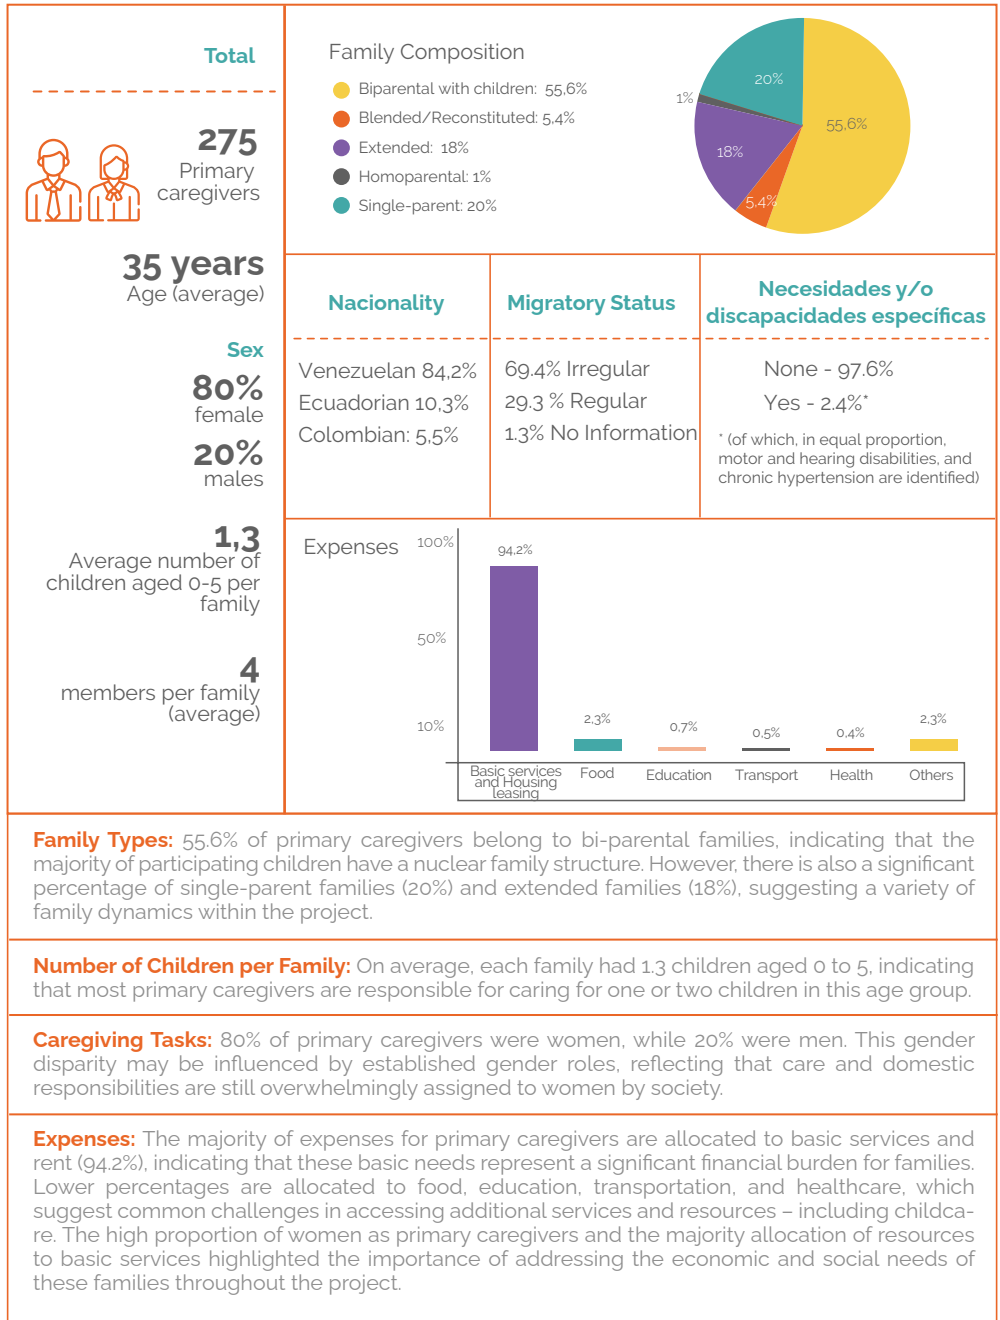 Total
275
Primary
caregivers
35 years
Age (average)
Sex
80%
female
20%
males
1,3
Average number of
children aged 0-5 per
family
4
members per family
(average)
Family Composition
Biparental with children: 55,6%
Blended/Reconstituted: 5,4%
Extended: 18%
Homoparental: 1%
Single-parent: 20%
20%
1%
55,6%
18%
5,4%
Nacionality
Venezuelan 84,2%
Ecuadorian 10,3%
Colombian: 5,5%
Migratory Status
69.4% Irregular
29.3 % Regular
1.3% No Information
Necesidades y/o
discapacidades específicas
None - 97.6%
Yes - 2.4%*
* (of which, in equal proportion,
motor and hearing disabilities, and
chronic hypertension are identified)
Expenses
100%
50%
10%
94,2%
2,3%
0,7%
0,5%
0,4%
2,3%
Basic services
and Housing
leasing
Food
Education
Transport
Health
Others
Family Types: 55.6% of primary caregivers belong to bi-parental families, indicating that the
majority of participating children have a nuclear family structure. However, there is also a significant
percentage of single-parent families (20%) and extended families (18%), suggesting a variety of
family dynamics within the project.
Number of Children per Family: On average, each family had 1.3 children aged 0 to 5, indicating
that most primary caregivers are responsible for caring for one or two children in this age group.
Caregiving Tasks: 80% of primary caregivers were women, while 20% were men. This gender
disparity may be influenced by established gender roles, reflecting that care and domestic
responsibilities are still overwhelmingly assigned to women by society.
Expenses: The majority of expenses for primary caregivers are allocated to basic services and
rent (94.2%), indicating that these basic needs represent a significant financial burden for families.
Lower percentages are allocated to food, education, transportation, and healthcare, which
suggest common challenges in accessing additional services and resources – including childca-
re. The high proportion of women as primary caregivers and the majority allocation of resources
to basic services highlighted the importance of addressing the economic and social needs of
these families throughout the project.